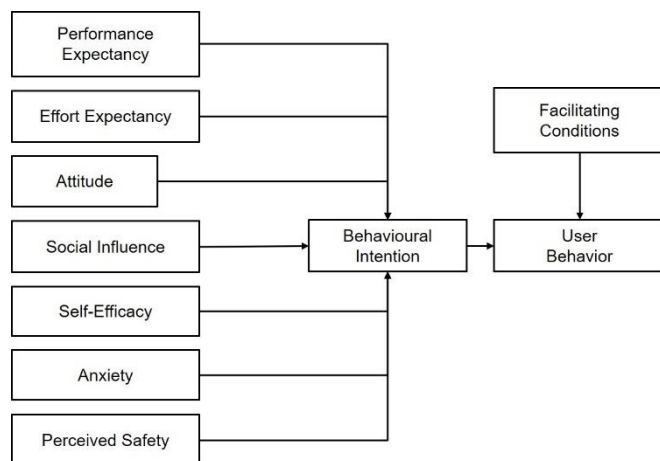 Performance
Expectancy
Effort Expectancy
Attitude
Social Influence
Self-Efficacy
Anxiety
Perceived Safety
Behavioural
Intention
Facilitating
Conditions
User
Behavior